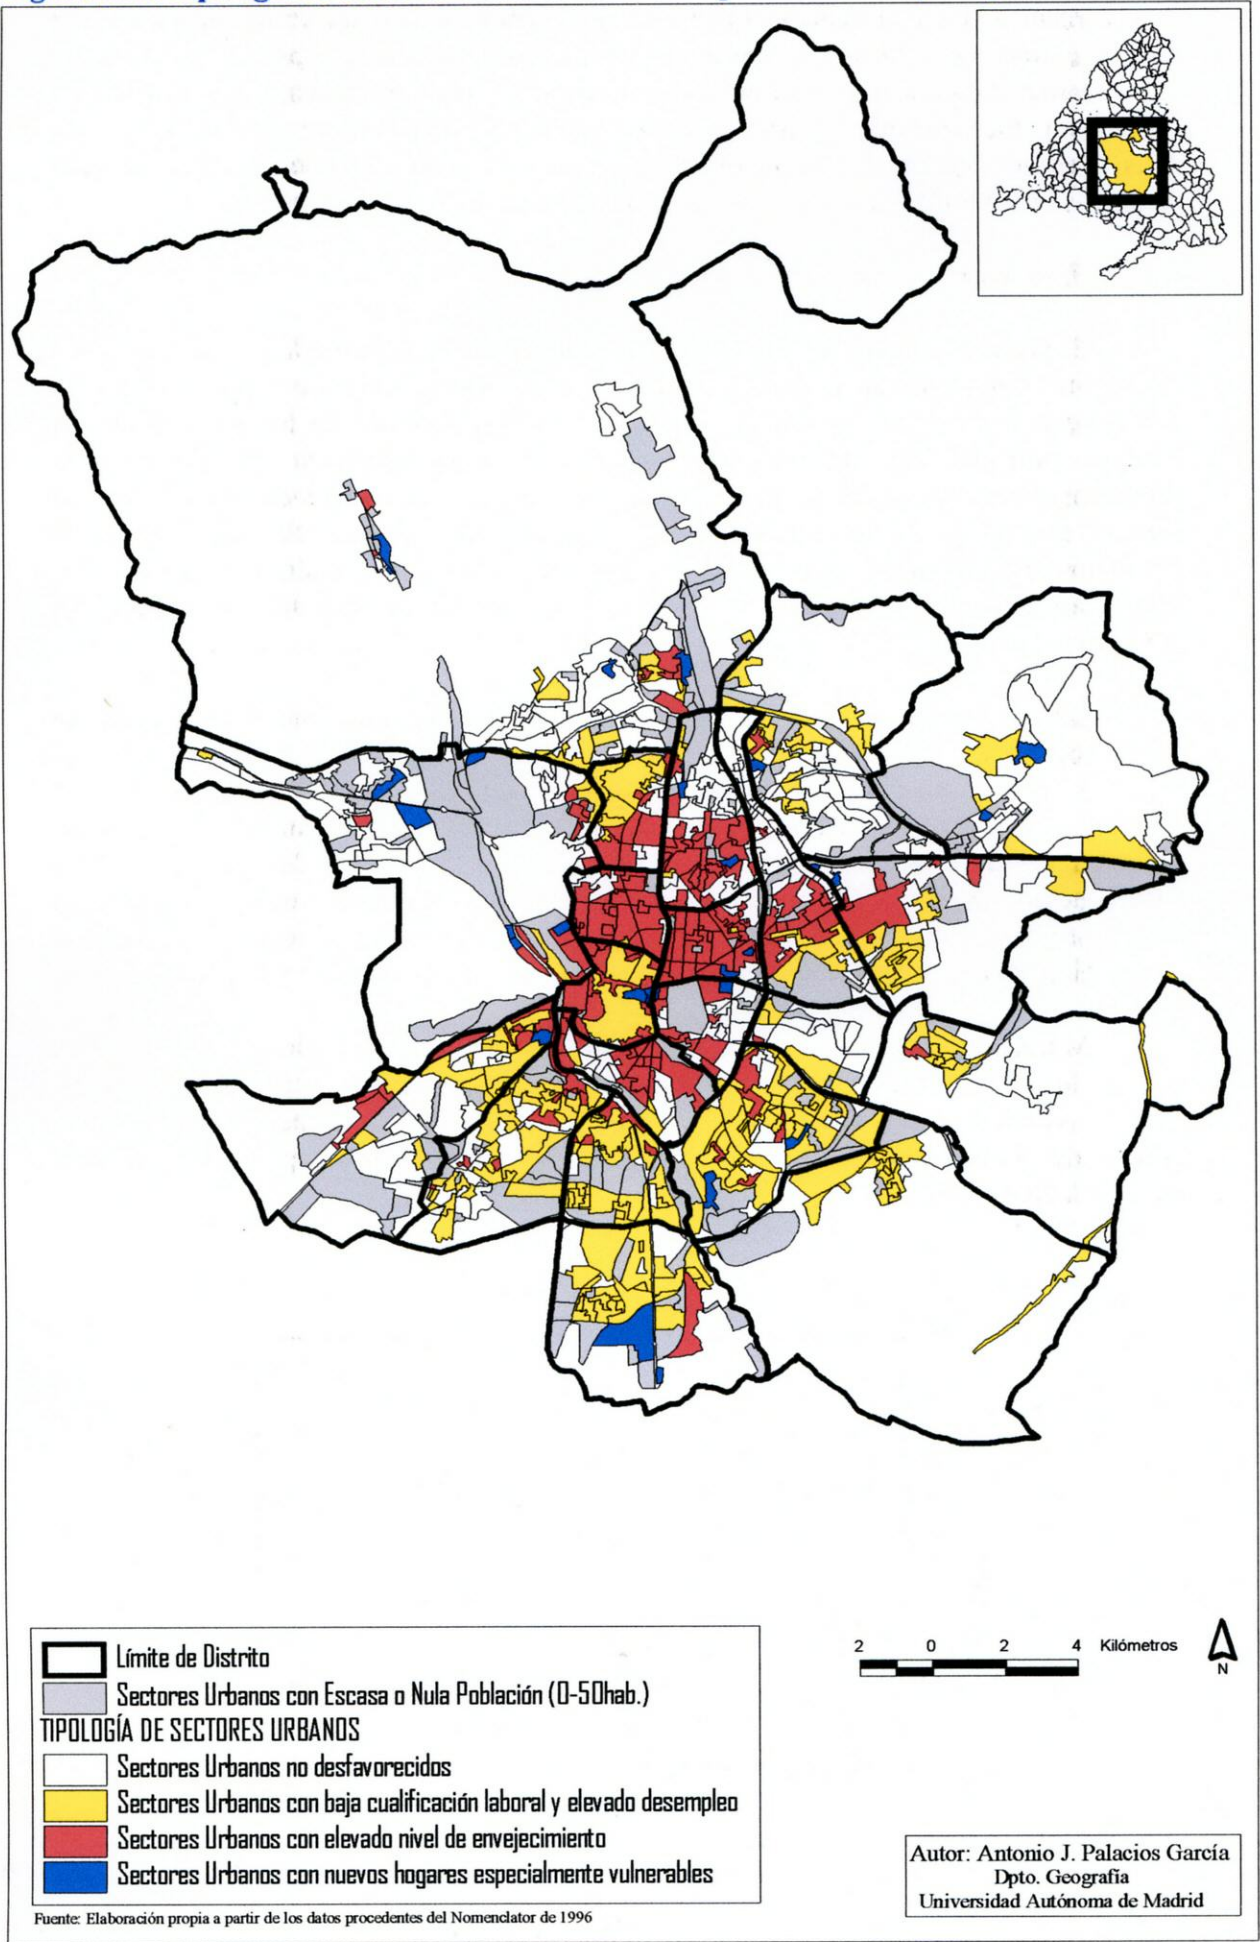 Límite de Distrito
Sectores Urbanos con Escasa o Nula Población (0-50hab.)
TIPOLOGÍA DE SECTORES URBANOS
Sectores Urbanos no desfavorecidos
Sectores Urbanos con baja cualificación laboral y elevado desempleo
Sectores Urbanos con elevado nivel de envejecimiento
Sectores Urbanos con nuevos hogares especialmente vulnerables
Fuente: Elaboración propia a partir de los datos procedentes del Nomenclator de 1996
2 0 2 4 Kilómetros
N
Autor: Antonio J. Palacios García
Dpto. Geografía
Universidad Autónoma de Madrid